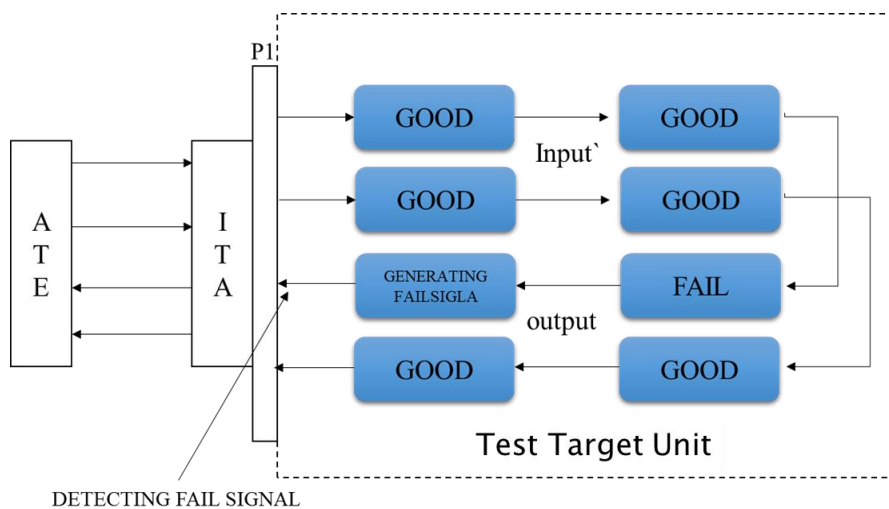 P1
GOOD
GOOD
Input`
GOOD
GOOD
A
T
E
I
T
A
GENERATING
FAILSIGLA
FAIL
output
GOOD
GOOD
Test Target Unit
DETECTING FAIL SIGNAL